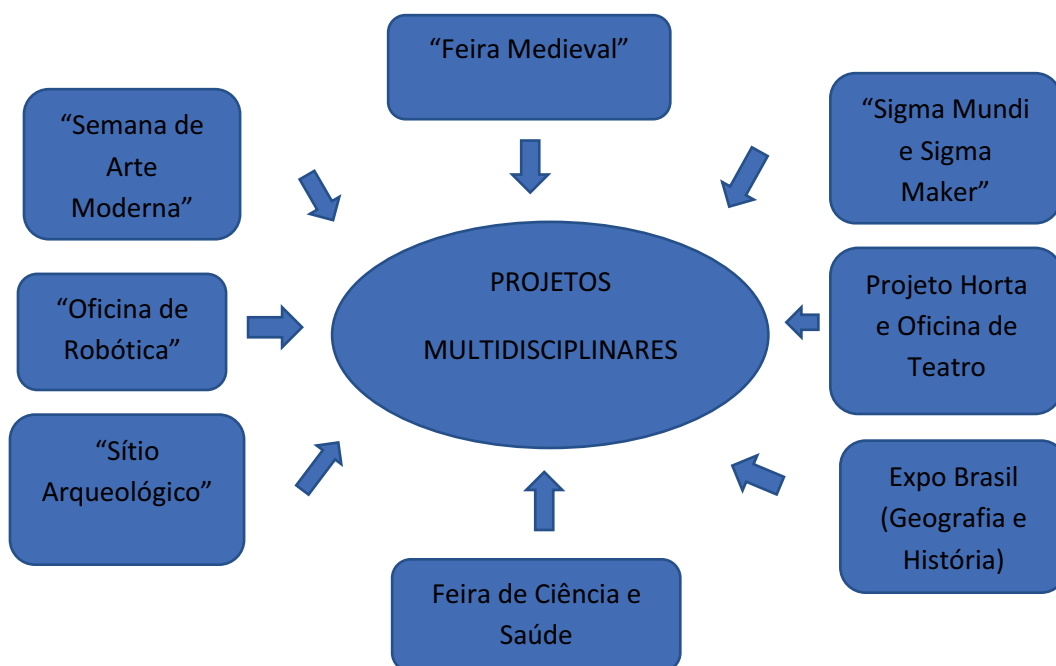 “Feira Medieval”
“Semana de
Arte
Moderna”
“Sigma Mundi
e Sigma
Maker”
PROJETOS
MULTIDISCIPLINARES
“Oficina de
Robótica”
Projeto Horta
e Oficina de
Teatro
“Sítio
Arqueológico”
Expo Brasil
(Geografia e
História)
Feira de Ciência e
Saúde